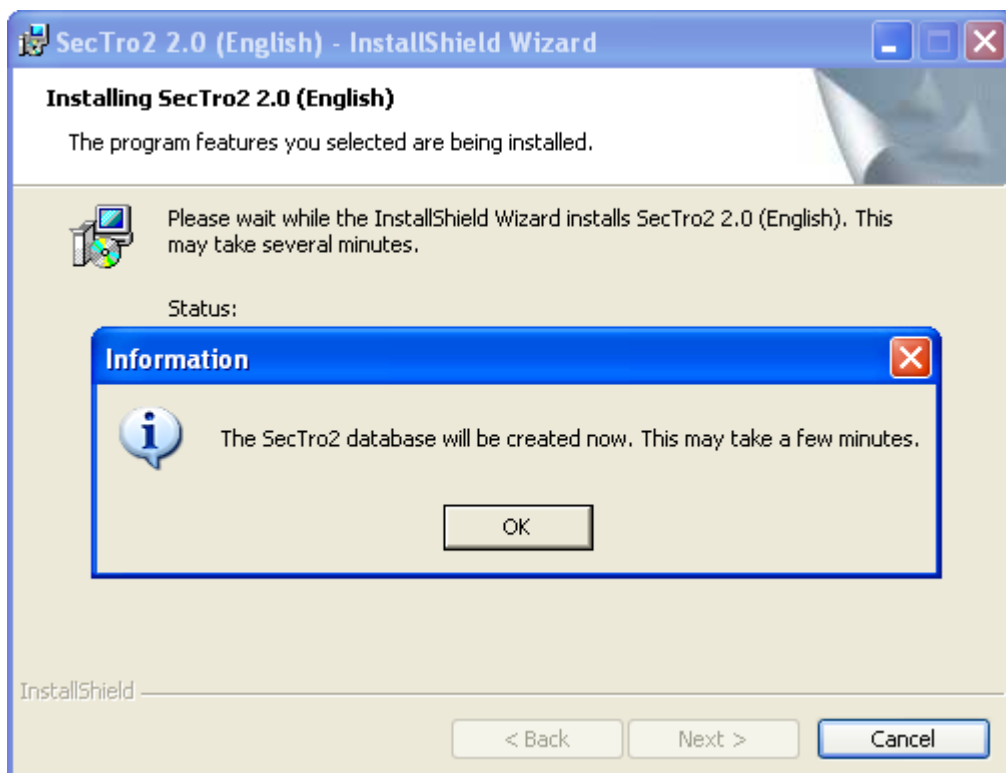 SecTro2 2.0 (English) - InstallShield Wizard
Installing SecTro2 2.0 (English)
The program features you selected are being installed.
Please wait while the InstallShield Wizard installs SecTro2 2.0 (English). This
may take several minutes.
Status:
Information
The SecTro2 database will be created now. This may take a few minutes.
OK
InstallShield
< Back
Next >
Cancel